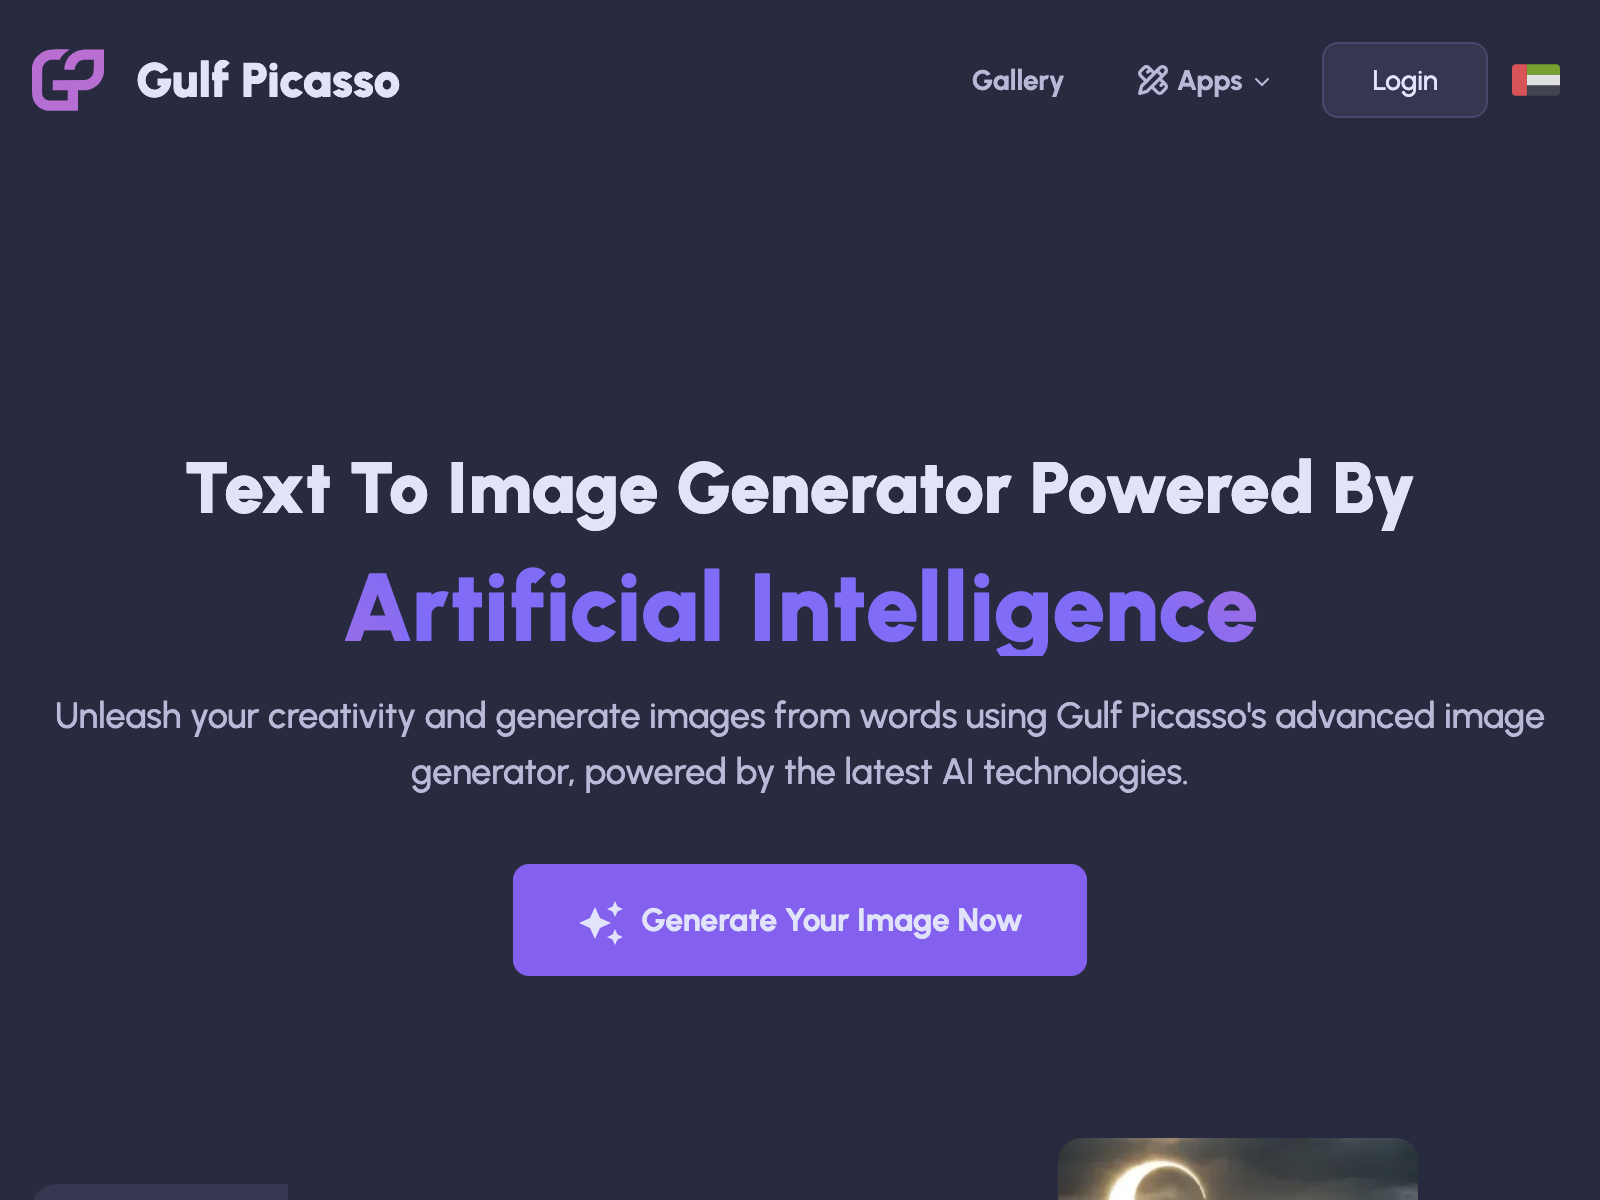 Gulf Picasso
Gallery
Apps
Login
Text To Image Generator Powered By
Artificial Intelligence
Unleash your creativity and generate images from words using Gulf Picasso's advanced image
generator, powered by the latest AI technologies.
Generate Your Image Now